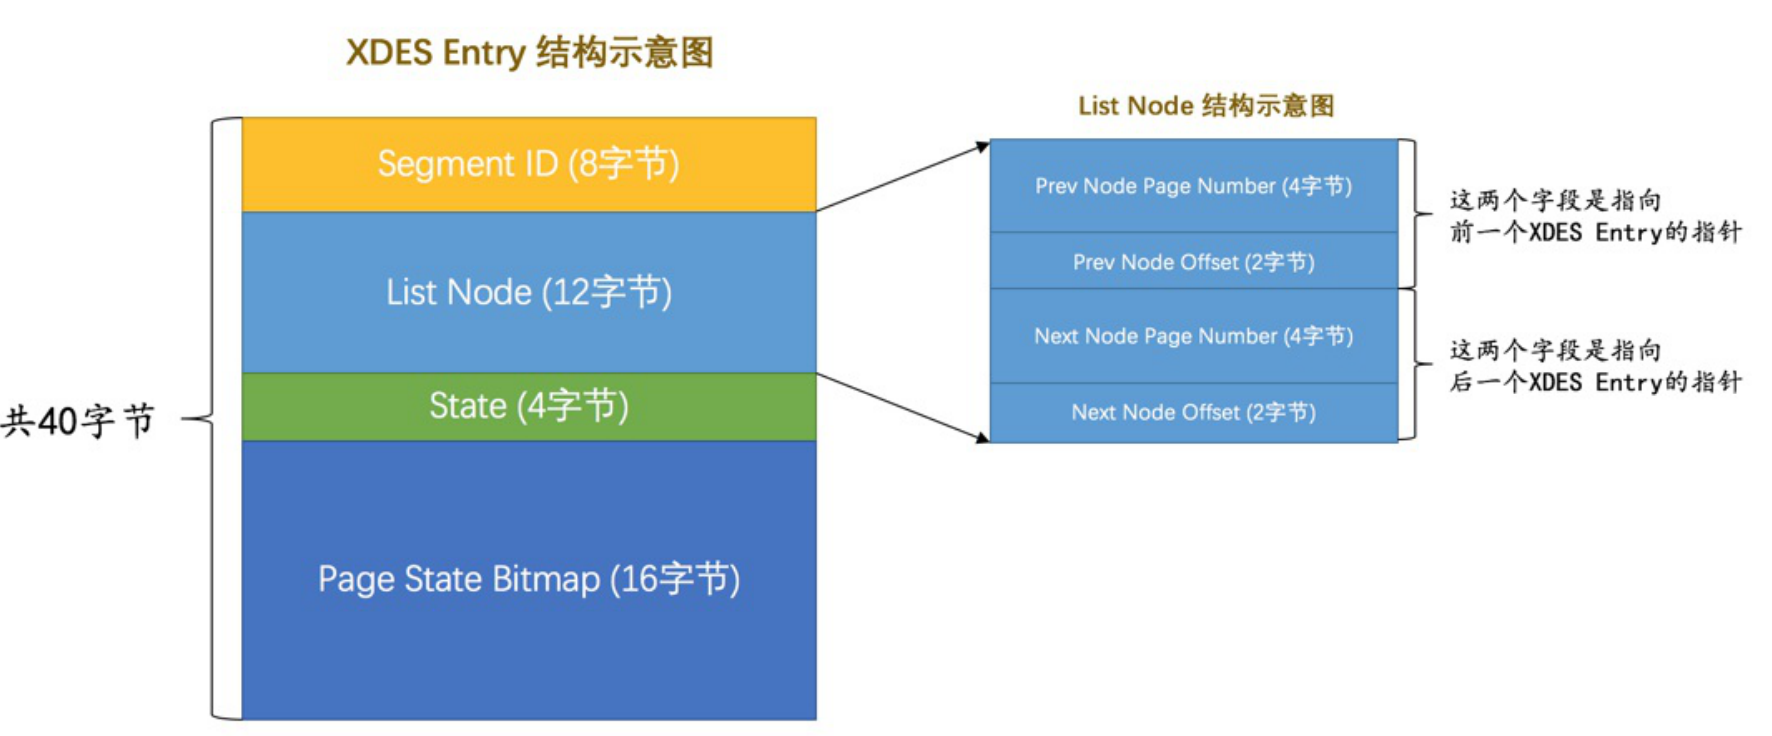 XDES Entry 结构示意图
共40字节
Segment ID (8字节)
List Node (12字节)
State (4字节)
Page State Bitmap (16字节)
List Node 结构示意图
Prev Node Page Number (4字节)
Prev Node Offset (2字节)
Next Node Page Number (4字节)
Next Node Offset (2字节)
这两个字段是指向
前一个XDES Entry的指针
这两个字段是指向
后一个XDES Entry的指针